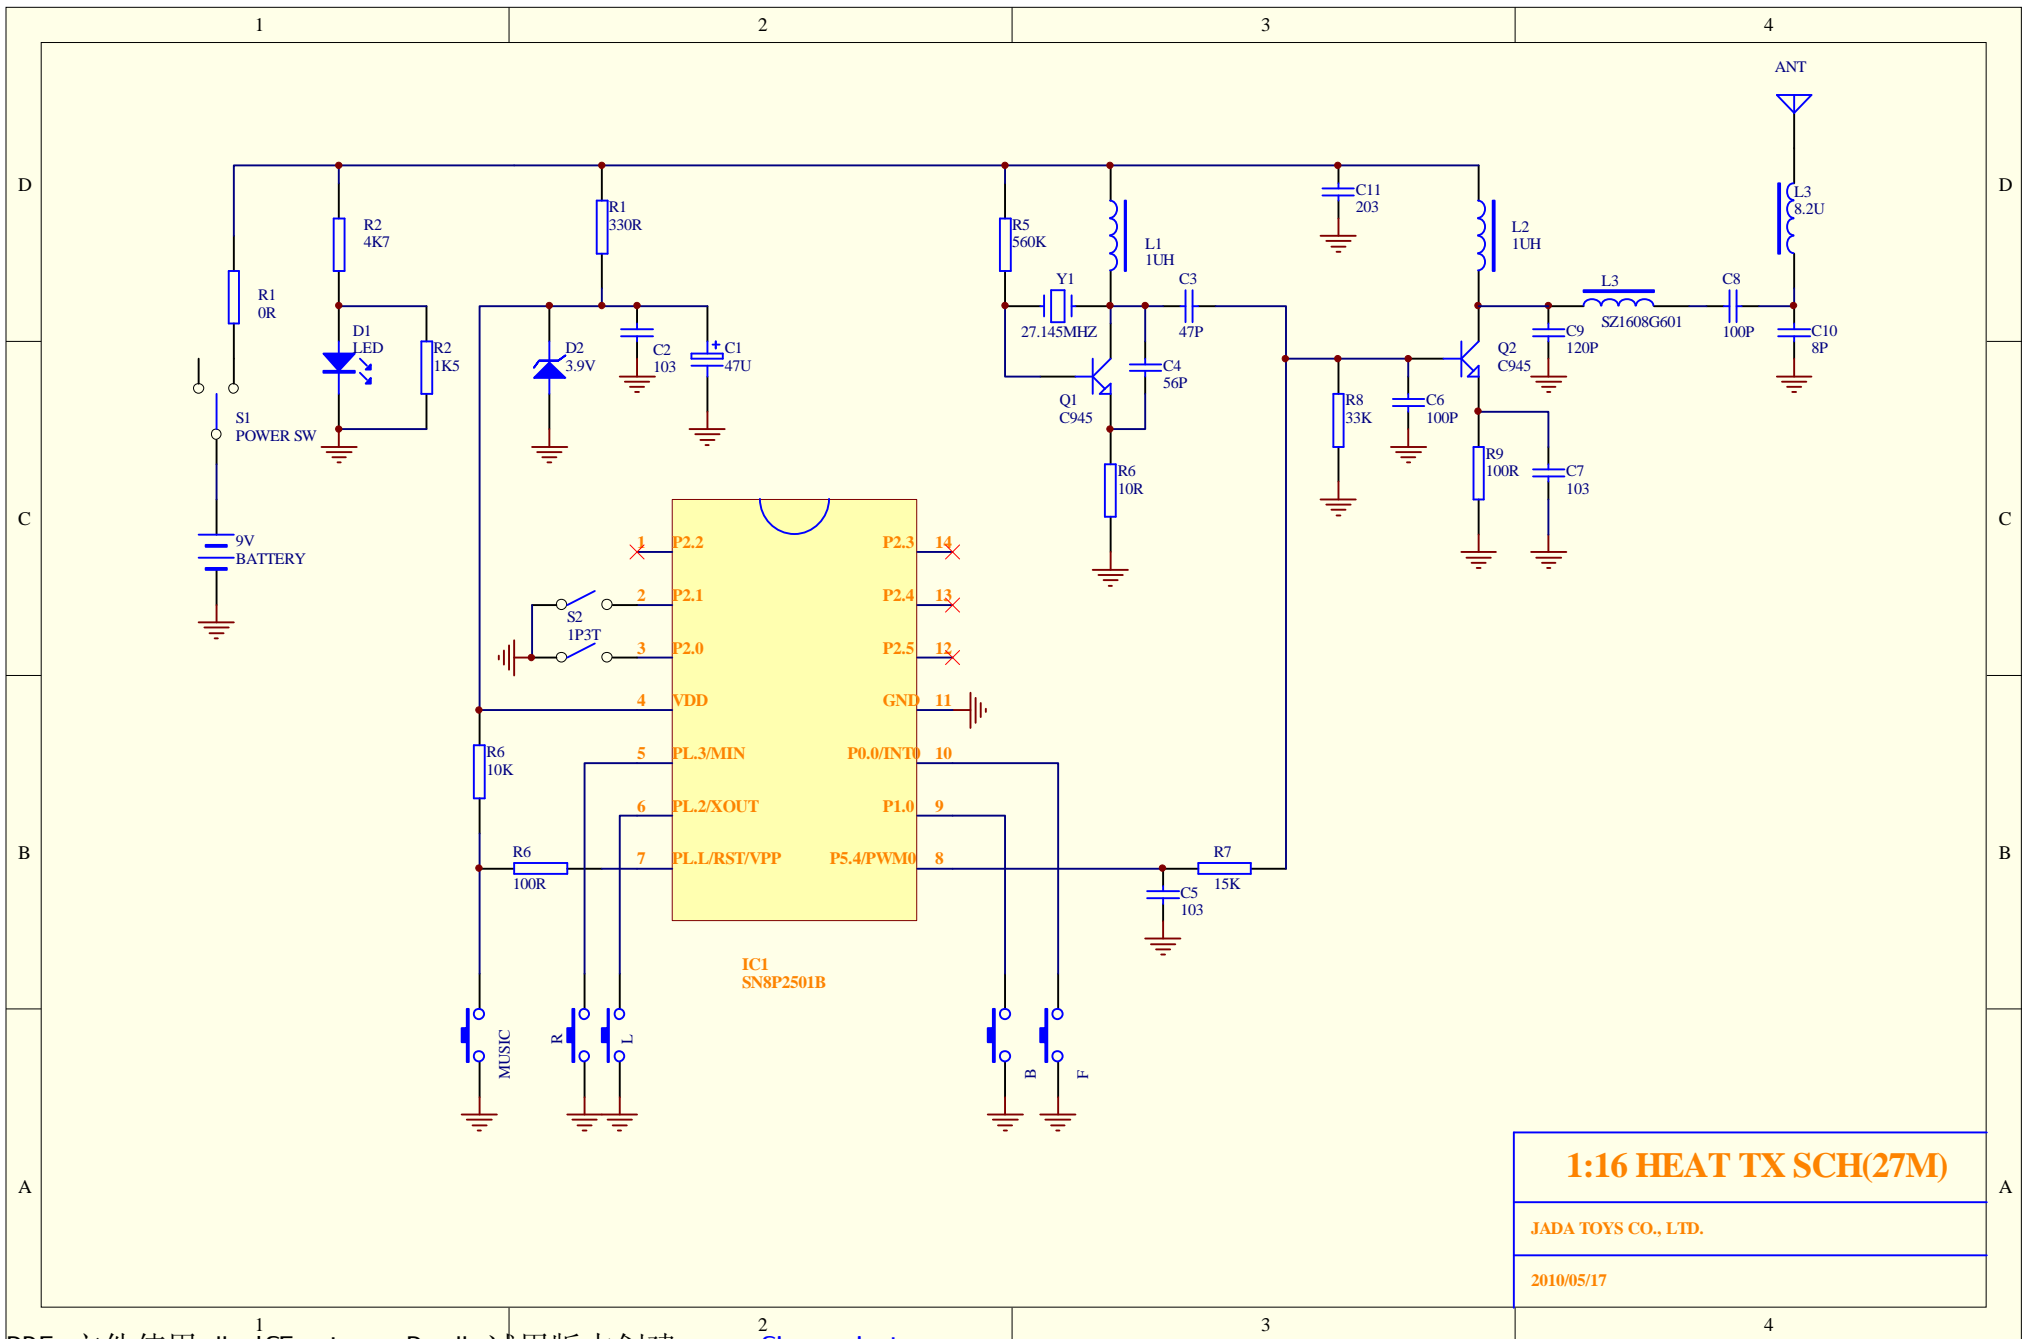 1
2
3
4
ANT
D
D
R1
330R
R2
4K7
R5
560K
L1
1UH
C11
203
L2
1UH
L3
8.2U
R1
0R
Y1
27.145MHZ
C3
47P
L3
SZ1608G601
C8
100P
D1
LED
R2
1K5
D2
3.9V
C2
103
C1
47U
+
C4
56P
Q1
C945
Q2
C945
C9
120P
C10
8P
S1
POWER SW
R8
33K
C6
100P
R6
10R
R9
100R
C7
103
C
C
9V
BATTERY
1 P2.2
P2.3 14
2 P2.1
P2.4 13
S2
1P3T
3 P2.0
P2.5 12
4 VDD
GND 11
5 PL.3/MIN
P0.0/INT0 10
R6
10K
6 PL.2/XOUT
P1.0 9
7 PL.L/RST/VPP
P5.4/PWM0 8
R6
100R
R7
15K
C5
103
B
B
IC1
SN8P2501B
MUSIC
R
L
B
F
A
A
1:16 HEAT TX SCH(27M)
JADA TOYS CO., LTD.
2010/05/17
1
2
3
4